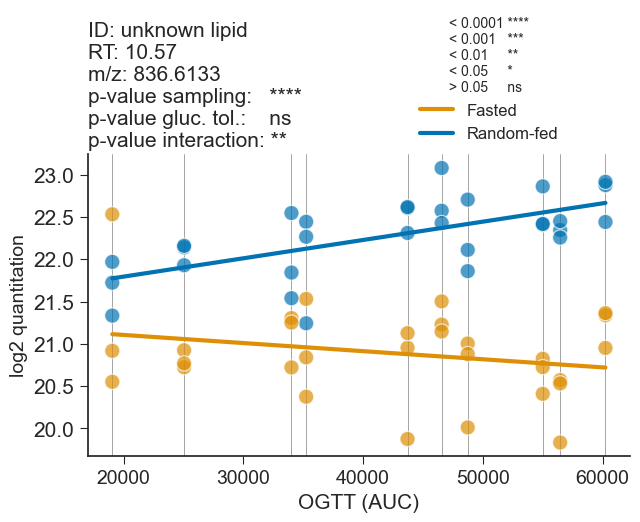 ID: unknown lipid
RT: 10.57
m/z: 836.6133
p-value sampling: ****
p-value gluc. tol.: ns
p-value interaction: **
< 0.0001 ****
< 0.001 ***
< 0.01 **
< 0.05 *
> 0.05 ns
Fasted
Random-fed
23.0
22.5
22.0
21.5
21.0
20.5
20.0
log2 quantitation
20000 30000 40000 50000 60000
OGTT (AUC)